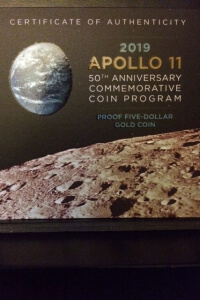 CERTIFICATE OF AUTHENTICITY
2019
APOLLO 11
50TH ANNIVERSARY
COMMEMORATIVE
COIN PROGRAM
PROOF FIVE-DOLLAR
GOLD COIN